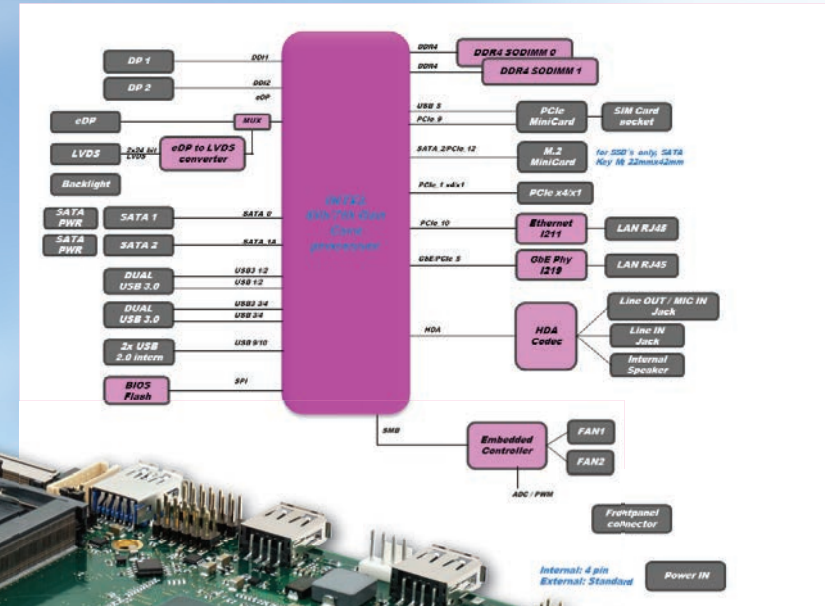 DP 1
DDI1
DP 2
DDI2
eDP
eDP
MUX
LVDS
2x24 bit
LVDS
eDP to LVDS
converter
Backlight
SATA
PWR
SATA 1
SATA 0
SATA
PWR
SATA 2
SATA 1A
DUAL
USB 3.0
USB3 1/2
USB 1/2
DUAL
USB 3.0
USB3 3/4
USB 3/4
2x USB
2.0 intern
USB 9/10
BIOS
Flash
SPI
DDR4
DDR4 SODIMM 0
DDR4
DDR4 SODIMM 1
PCIe 9
PCIe
MiniCard
SIM Card
socket
SATA 2/PCIe 12
M.2
MiniCard
for SSD's only, SATA
Key M: 22mmx42mm
PCIe 1 x4/x1
PCIe x4/x1
PCIe 10
Ethernet
I211
LAN RJ45
GbE/PCIe 5
GbE Phy
I219
LAN RJ45
HDA
HDA
Codec
Line OUT / MIC IN
Jack
Line IN
Jack
Internal
Speaker
SMB
Embedded
Controller
FAN1
FAN2
ADC / PWM
Frontpanel
connector
Internal: 4 pin
External: Standard
Power IN